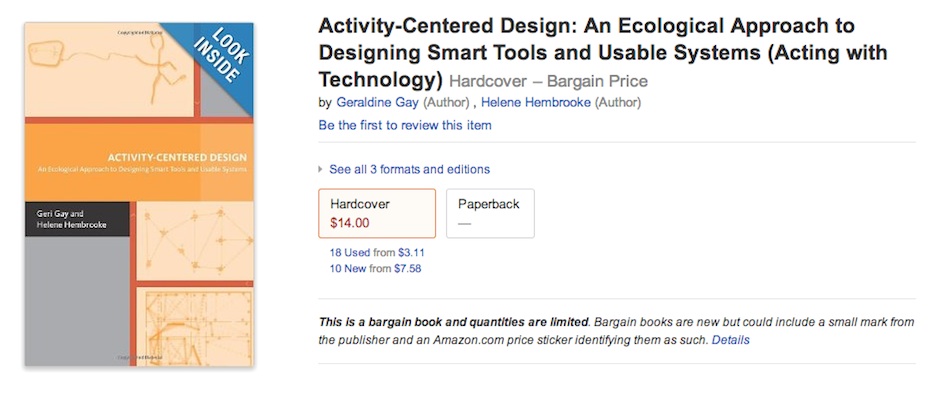 Copyrighted Material
LOOK
INSIDE
ACTIVITY-CENTERED DESIGN
An Ecological Approach to Designing Smart Tools and Usable Systems
Geri Gay and
Helene Hembrooke
Copyrighted Material
Activity-Centered Design: An Ecological Approach to
Designing Smart Tools and Usable Systems (Acting with
Technology) Hardcover – Bargain Price
by Geraldine Gay (Author) , Helene Hembrooke (Author)
Be the first to review this item
See all 3 formats and editions
Hardcover
$14.00
Paperback
—
18 Used from $3.11
10 New from $7.58
This is a bargain book and quantities are limited. Bargain books are new but could include a small mark from
the publisher and an Amazon.com price sticker identifying them as such. Details